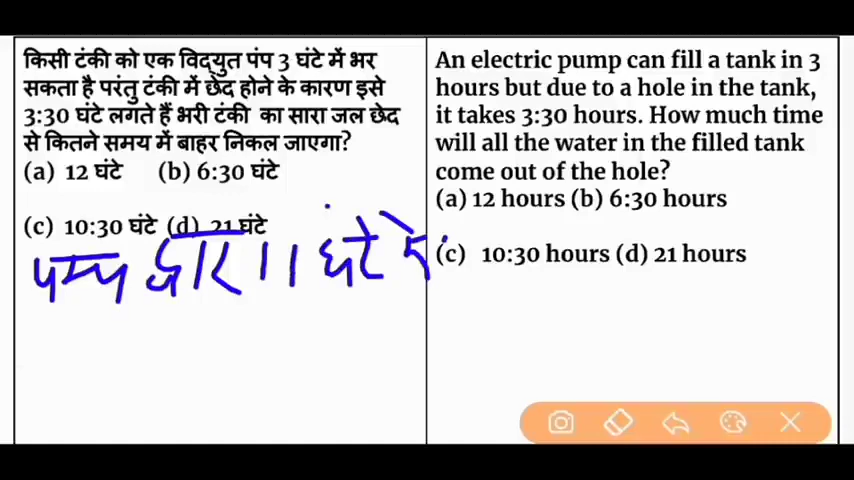 किसी टंकी को एक विद्युत पंप 3 घंटे में भर
सकता है परंतु टंकी में छेद होने के कारण इसे
3:30 घंटे लगते हैं भरी टंकी का सारा जल छेद
से कितने समय में बाहर निकल जाएगा?
(a) 12 घंटे (b) 6:30 घंटे
(c) 10:30 घंटे (d) 21 घंटे
पम्प द्वारा 1 घंटे में
An electric pump can fill a tank in 3
hours but due to a hole in the tank,
it takes 3:30 hours. How much time
will all the water in the filled tank
come out of the hole?
(a) 12 hours (b) 6:30 hours
(c) 10:30 hours (d) 21 hours